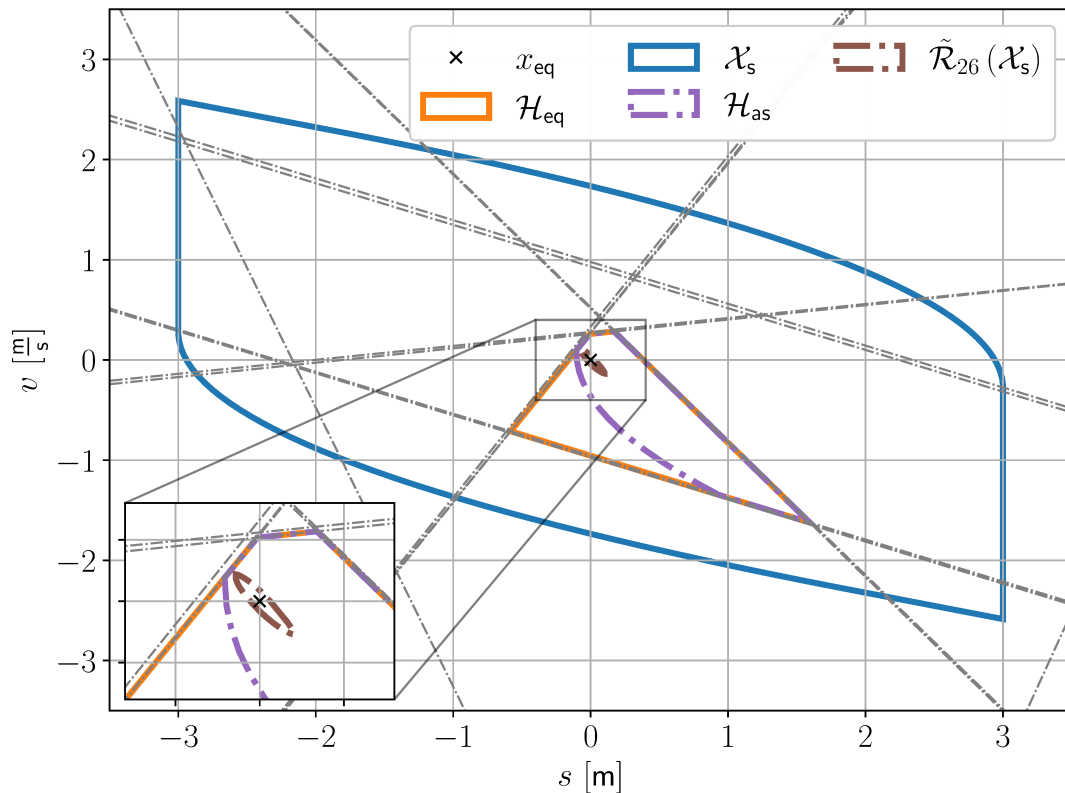 x_eq
𝒳_s
ℛ̃_26 (𝒳_s)
ℋ_eq
ℋ_as
3
2
1
0
−1
−2
−3
v [m/s]
−3 −2 −1 0 1 2 3
s [m]